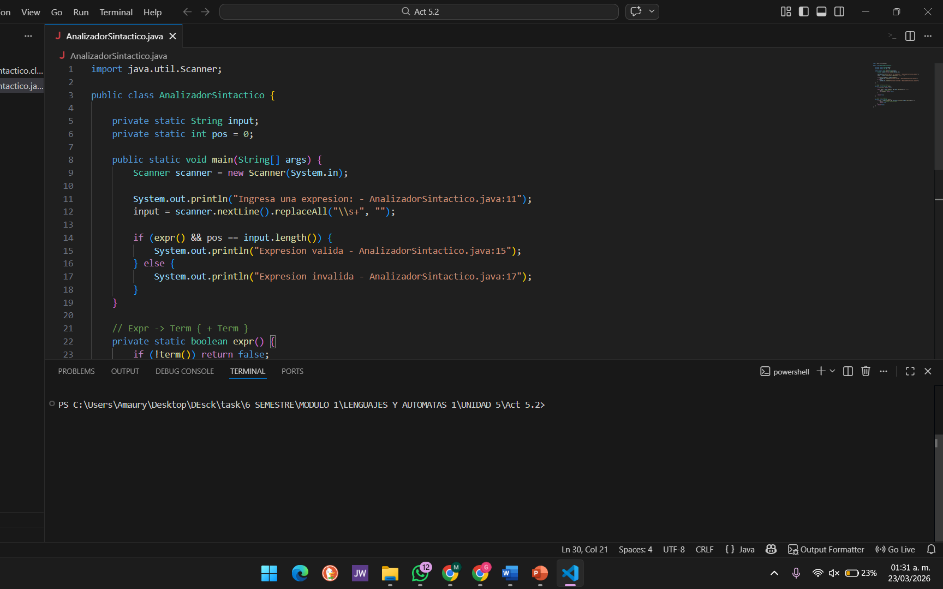 on View Go Run Terminal Help
Act 5.2
AnalizadorSintactico.java
ntactico.cl...
ntactico.ja...
AnalizadorSintactico.java
1 import java.util.Scanner;
2
3 public class AnalizadorSintactico {
4
5 private static String input;
6 private static int pos = 0;
7
8 public static void main(String[] args) {
9 Scanner scanner = new Scanner(System.in);
10
11 System.out.println("Ingresa una expresion: - AnalizadorSintactico.java:11");
12 input = scanner.nextLine().replaceAll("\\s+", "");
13
14 if (expr() && pos == input.length()) {
15 System.out.println("Expresion valida - AnalizadorSintactico.java:15");
16 } else {
17 System.out.println("Expresion invalida - AnalizadorSintactico.java:17");
18 }
19 }
20
21 // Expr -> Term { + Term }
22 private static boolean expr() {
23 if (!term()) return false;
PROBLEMS OUTPUT DEBUG CONSOLE TERMINAL PORTS
powershell
PS C:\Users\Amaury\Desktop\DEsck\task\6 SEMESTRE\MODULO 1\LENGUAJES Y AUTOMATAS 1\UNIDAD 5\Act 5.2>
Ln 30, Col 21 Spaces: 4 UTF-8 CRLF {} Java Output Formatter Go Live
JW 12 M 6 W P
23%
01:31 a. m.
23/03/2026